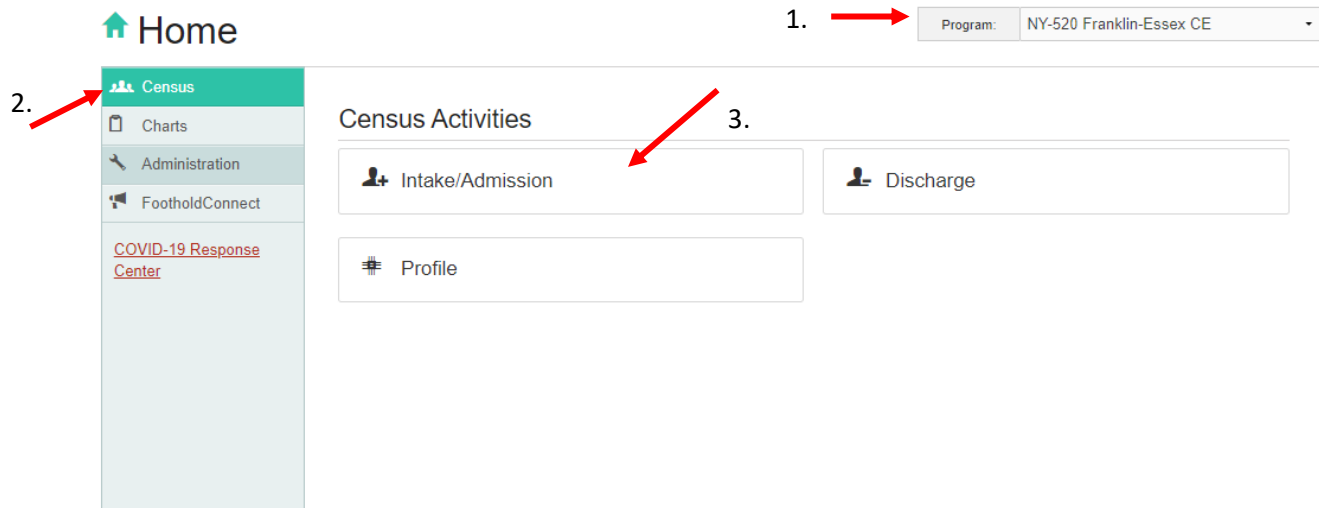 Home
1.
Program: NY-520 Franklin-Essex CE
2.
Census
Charts
Administration
FootholdConnect
COVID-19 Response
Center
Census Activities
3.
Intake/Admission
Discharge
Profile